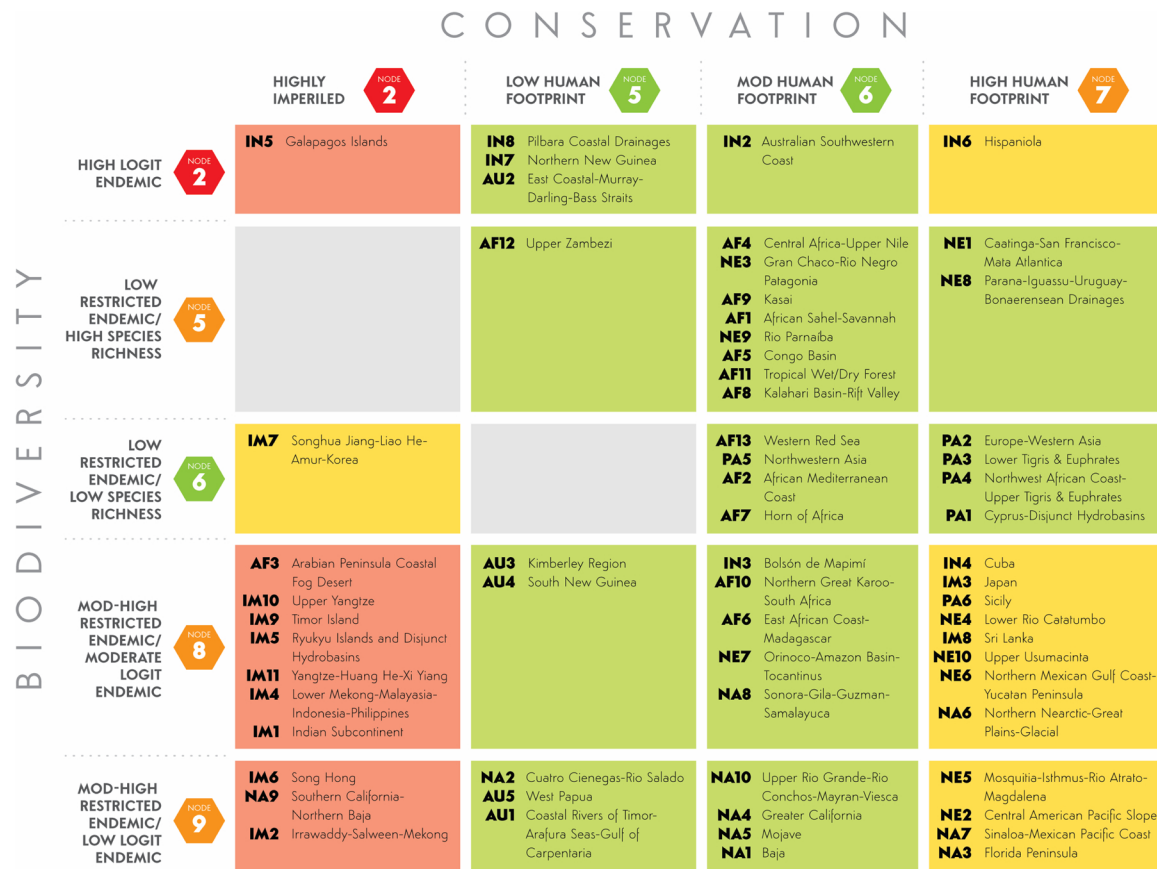 CONSERVATION
HIGHLY
IMPERILED
NODE
2
LOW HUMAN
FOOTPRINT
NODE
5
MOD HUMAN
FOOTPRINT
NODE
6
HIGH HUMAN
FOOTPRINT
NODE
7
BIODIVERSITY
HIGH LOGIT
ENDEMIC
NODE
2
IN5 Galapagos Islands
IN8 Pilbara Coastal Drainages
IN7 Northern New Guinea
AU2 East Coastal-Murray-
Darling-Bass Straits
IN2 Australian Southwestern
Coast
IN6 Hispaniola
LOW
RESTRICTED
ENDEMIC/
HIGH SPECIES
RICHNESS
NODE
5
AF12 Upper Zambezi
AF4 Central Africa-Upper Nile
NE3 Gran Chaco-Rio Negro
Patagonia
AF9 Kasai
AF1 African Sahel-Savannah
NE9 Rio Parnaíba
AF5 Congo Basin
AF11 Tropical Wet/Dry Forest
AF8 Kalahari Basin-Rift Valley
NE1 Caatinga-San Francisco-
Mata Atlantica
NE8 Parana-Iguassu-Uruguay-
Bonaerensean Drainages
LOW
RESTRICTED
ENDEMIC/
LOW SPECIES
RICHNESS
NODE
6
IM7 Songhua Jiang-Liao He-
Amur-Korea
AF13 Western Red Sea
PA5 Northwestern Asia
AF2 African Mediterranean
Coast
AF7 Horn of Africa
PA2 Europe-Western Asia
PA3 Lower Tigris & Euphrates
PA4 Northwest African Coast-
Upper Tigris & Euphrates
PA1 Cyprus-Disjunct Hydrobasins
MOD-HIGH
RESTRICTED
ENDEMIC/
MODERATE
LOGIT
ENDEMIC
NODE
8
AF3 Arabian Peninsula Coastal
Fog Desert
IM10 Upper Yangtze
IM9 Timor Island
IM5 Ryukyu Islands and Disjunct
Hydrobasins
IM11 Yangtze-Huang He-Xi Yiang
IM4 Lower Mekong-Malayasia-
Indonesia-Philippines
IM1 Indian Subcontinent
AU3 Kimberley Region
AU4 South New Guinea
IN3 Bolsón de Mapimí
AF10 Northern Great Karoo-
South Africa
AF6 East African Coast-
Madagascar
NE7 Orinoco-Amazon Basin-
Tocantinus
NA8 Sonora-Gila-Guzman-
Samalayuca
IN4 Cuba
IM3 Japan
PA6 Sicily
NE4 Lower Rio Catatumbo
IM8 Sri Lanka
NE10 Upper Usumacinta
NE6 Northern Mexican Gulf Coast-
Yucatan Peninsula
NA6 Northern Nearctic-Great
Plains-Glacial
MOD-HIGH
RESTRICTED
ENDEMIC/
LOW LOGIT
ENDEMIC
NODE
9
IM6 Song Hong
NA9 Southern California-
Northern Baja
IM2 Irrawaddy-Salween-Mekong
NA2 Cuatro Cienegas-Rio Salado
AU5 West Papua
AU1 Coastal Rivers of Timor-
Arafura Seas-Gulf of
Carpentaria
NA10 Upper Rio Grande-Rio
Conchos-Mayran-Viesca
NA4 Greater California
NA5 Mojave
NA1 Baja
NE5 Mosquitia-Isthmus-Rio Atrato-
Magdalena
NE2 Central American Pacific Slope
NA7 Sinaloa-Mexican Pacific Coast
NA3 Florida Peninsula